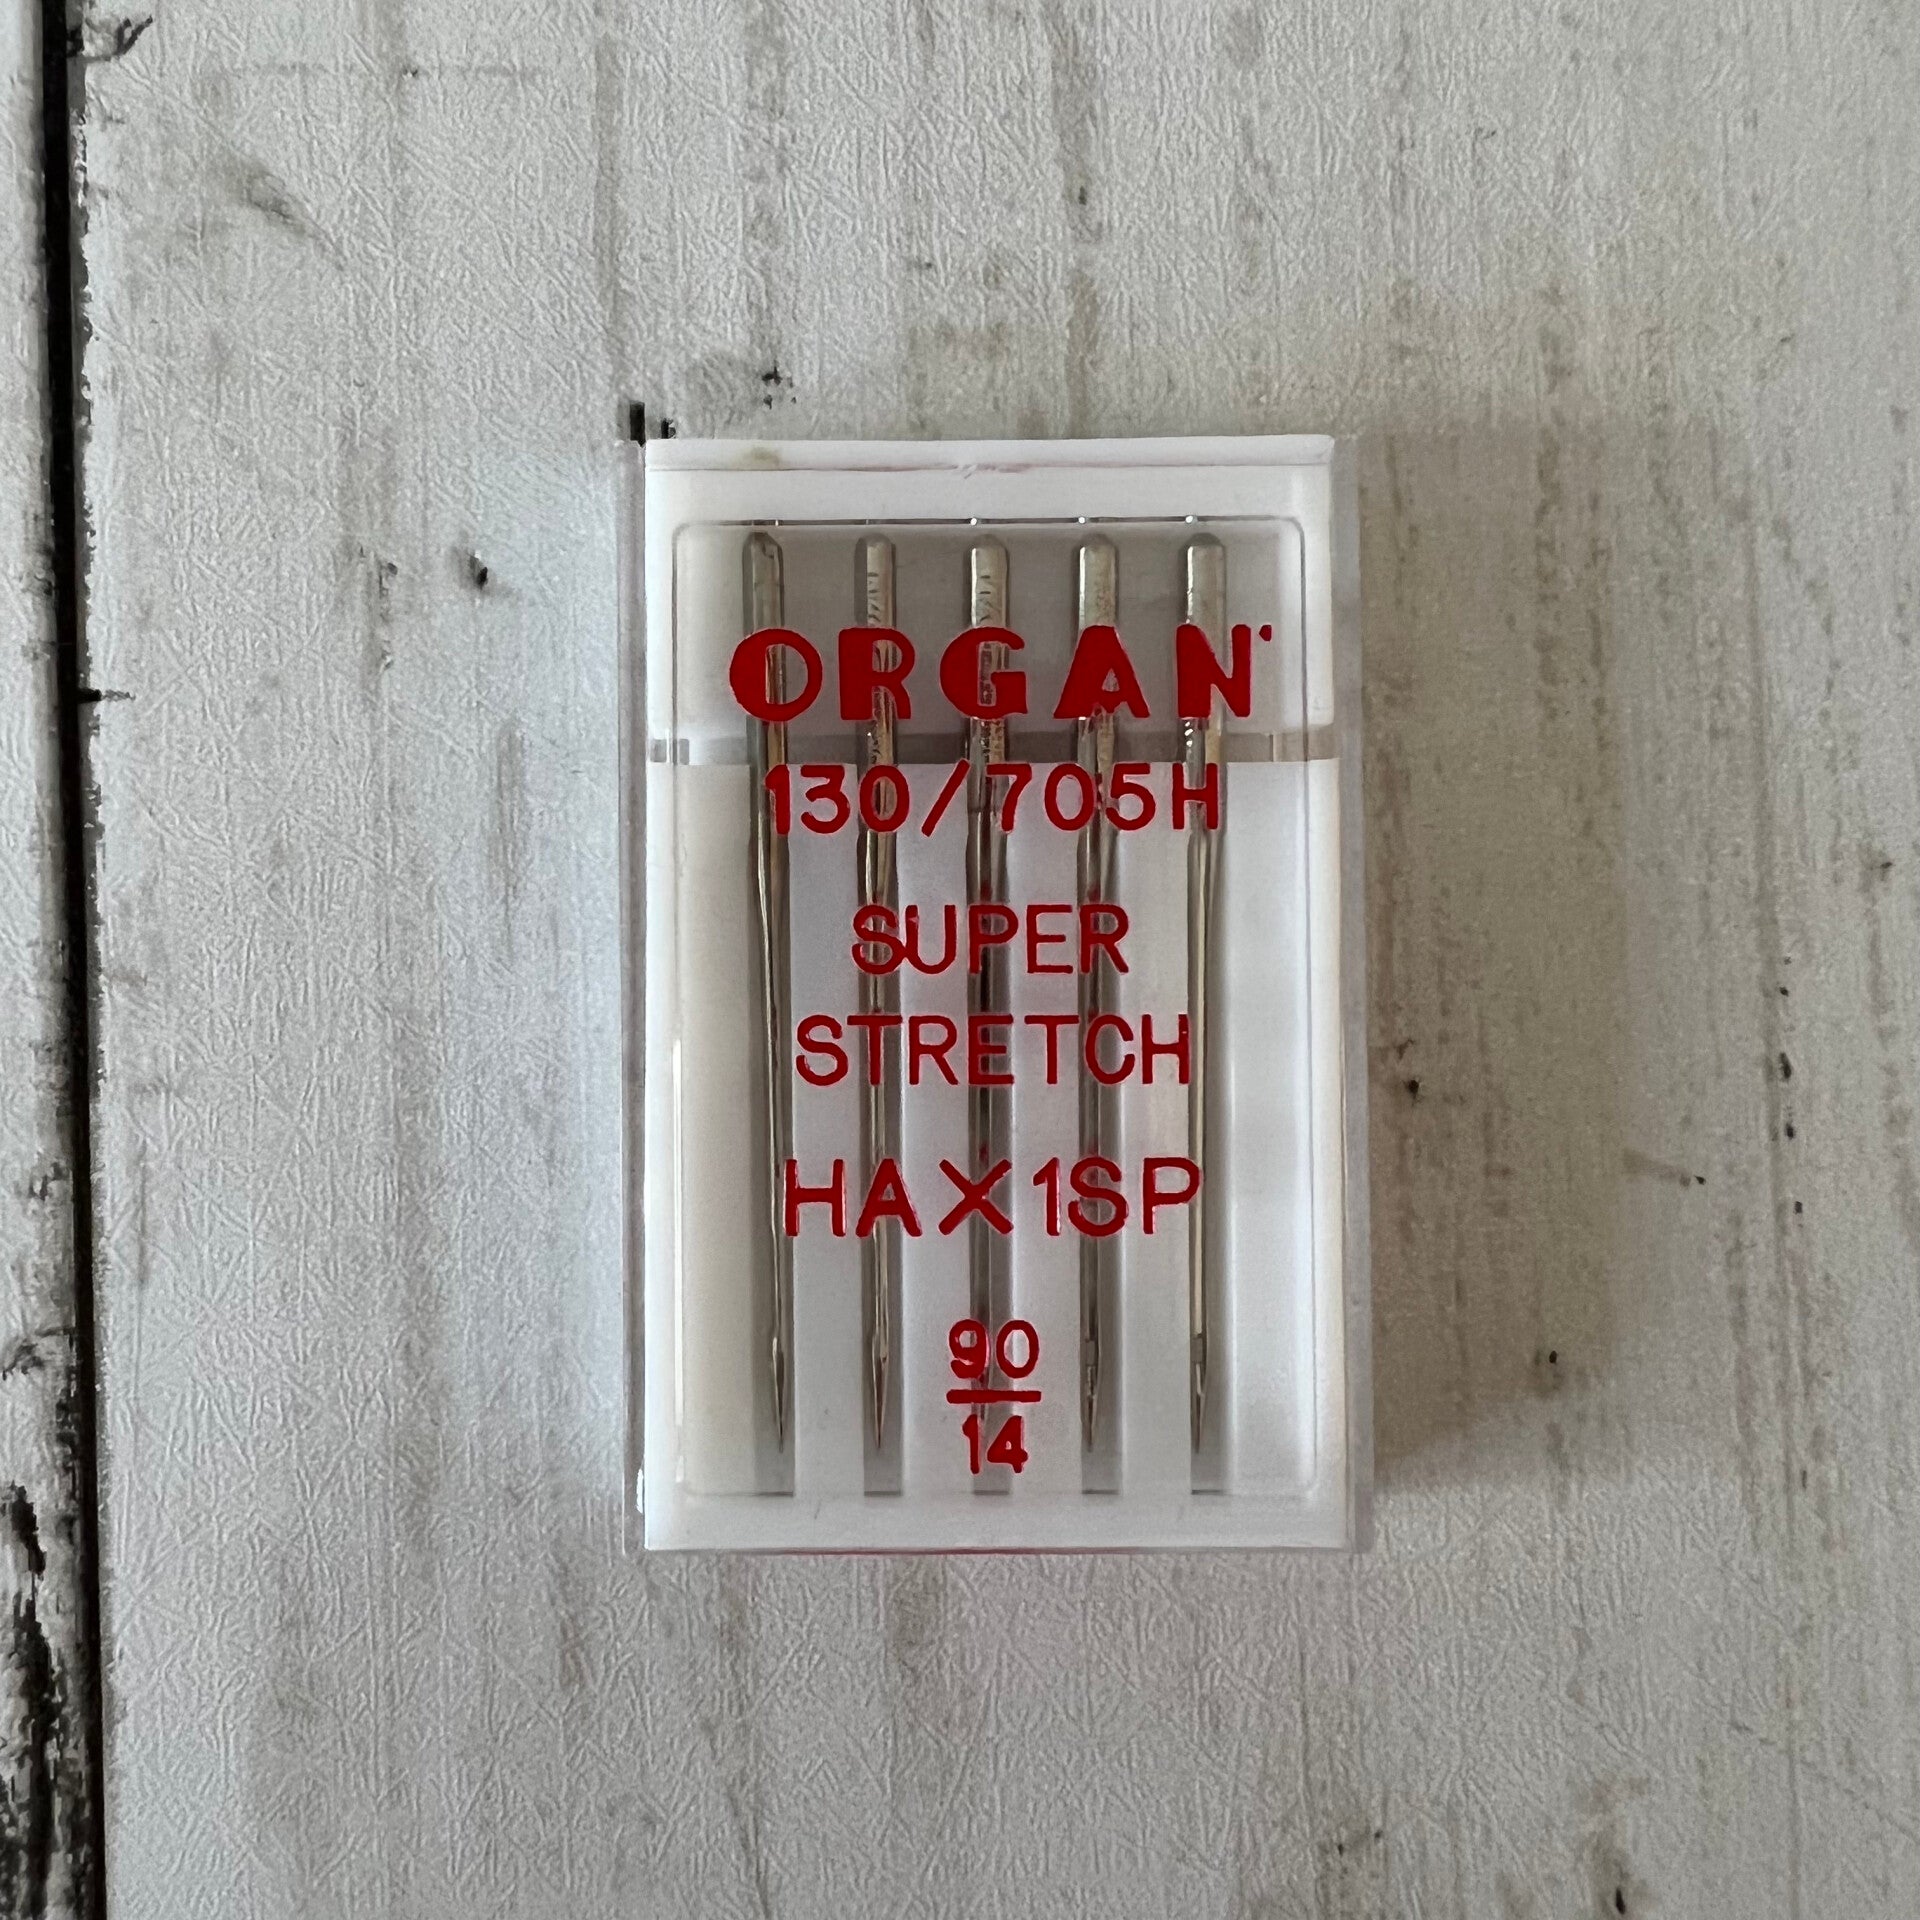 ORGAN
130/705H
SUPER
STRETCH
HAX1SP
90
14